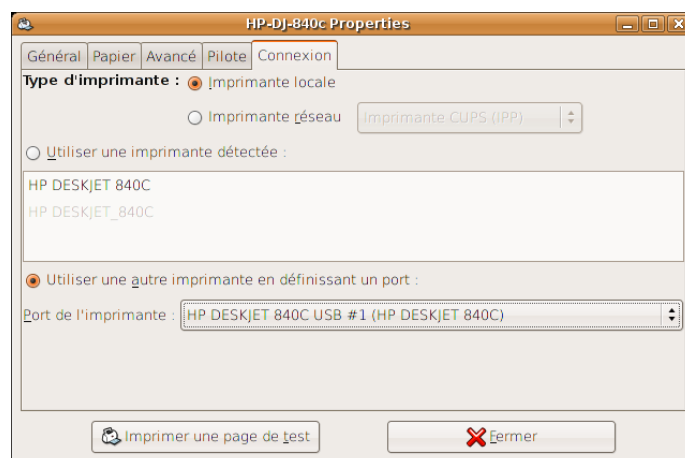 HP-DJ-840c Properties
Général Papier Avancé Pilote Connexion
Type d'imprimante : Imprimante locale
Imprimante réseau Imprimante CUPS (IPP)
Utiliser une imprimante détectée :
HP DESKJET 840C
HP DESKJET_840C
Utiliser une autre imprimante en définissant un port :
Port de l'imprimante : HP DESKJET 840C USB #1 (HP DESKJET 840C)
Imprimer une page de test Fermer